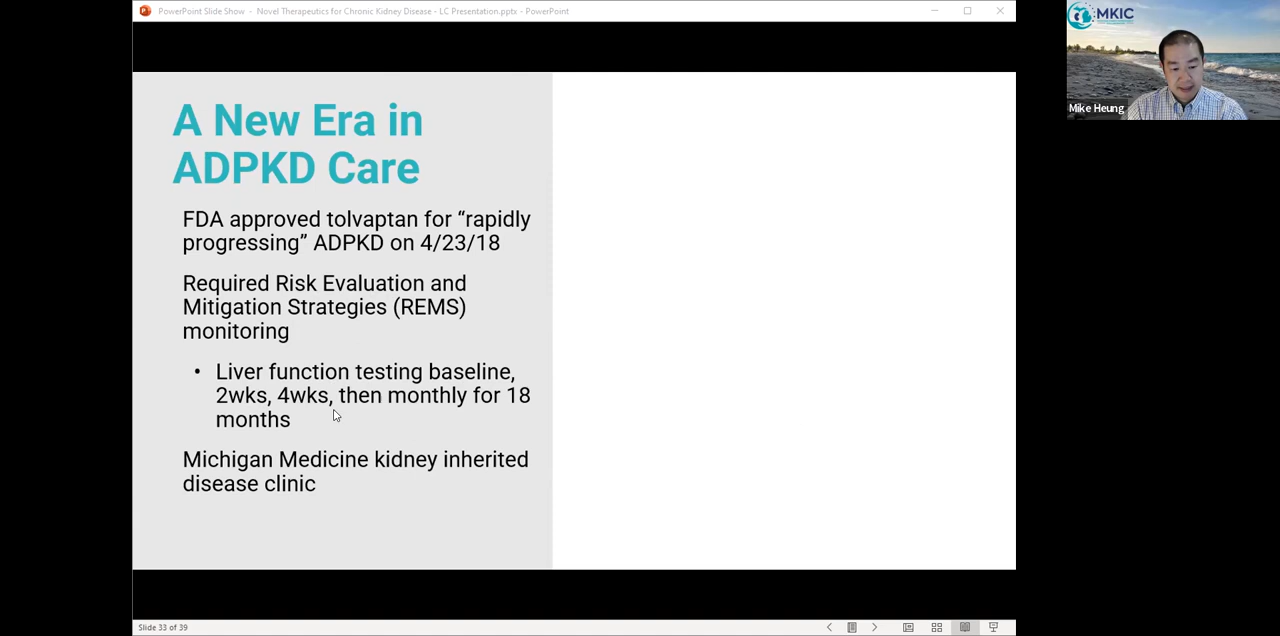 PowerPoint Slide Show - Novel Therapeutics for Chronic Kidney Disease - LC Presentation.pptx - PowerPoint
MKIC
Mike Heung
A New Era in
ADPKD Care
FDA approved tolvaptan for “rapidly
progressing” ADPKD on 4/23/18
Required Risk Evaluation and
Mitigation Strategies (REMS)
monitoring
• Liver function testing baseline,
2wks, 4wks, then monthly for 18
months
Michigan Medicine kidney inherited
disease clinic
Slide 33 of 39